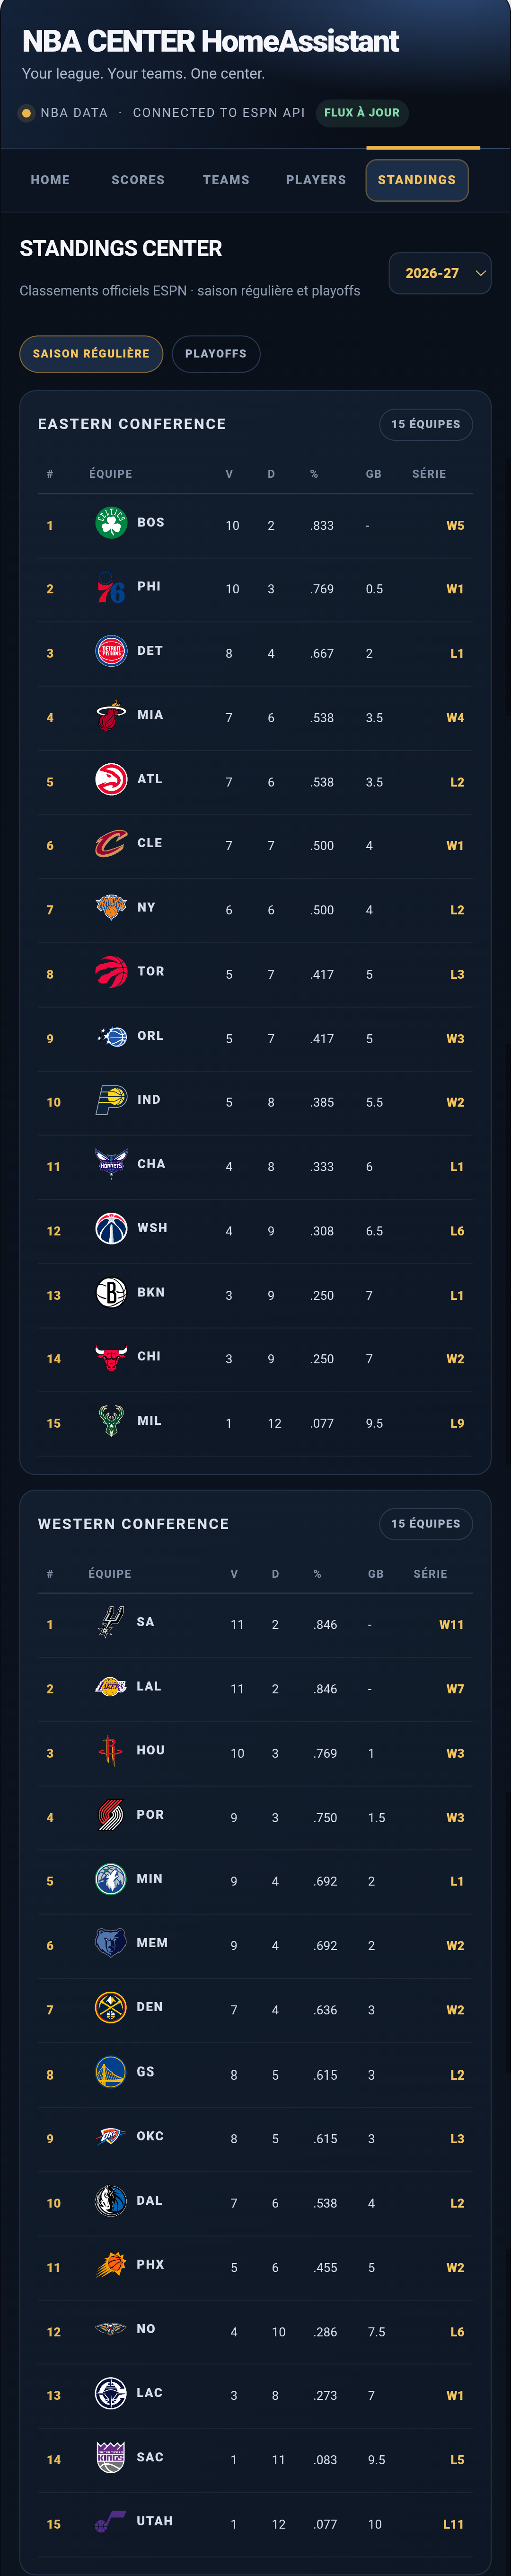 NBA CENTER HomeAssistant
Your league. Your teams. One center.
NBA DATA · CONNECTED TO ESPN API FLUX À JOUR
HOME SCORES TEAMS PLAYERS STANDINGS
STANDINGS CENTER
2026-27
Classements officiels ESPN · saison régulière et playoffs
SAISON RÉGULIÈRE PLAYOFFS
EASTERN CONFERENCE 15 ÉQUIPES
# ÉQUIPE V D % GB SÉRIE
1 BOS 10 2 .833 - W5
2 PHI 10 3 .769 0.5 W1
3 DET 8 4 .667 2 L1
4 MIA 7 6 .538 3.5 W4
5 ATL 7 6 .538 3.5 L2
6 CLE 7 7 .500 4 W1
7 NY 6 6 .500 4 L2
8 TOR 5 7 .417 5 L3
9 ORL 5 7 .417 5 W3
10 IND 5 8 .385 5.5 W2
11 CHA 4 8 .333 6 L1
12 WSH 4 9 .308 6.5 L6
13 BKN 3 9 .250 7 L1
14 CHI 3 9 .250 7 W2
15 MIL 1 12 .077 9.5 L9
WESTERN CONFERENCE 15 ÉQUIPES
# ÉQUIPE V D % GB SÉRIE
1 SA 11 2 .846 - W11
2 LAL 11 2 .846 - W7
3 HOU 10 3 .769 1 W3
4 POR 9 3 .750 1.5 W3
5 MIN 9 4 .692 2 L1
6 MEM 9 4 .692 2 W2
7 DEN 7 4 .636 3 W2
8 GS 8 5 .615 3 L2
9 OKC 8 5 .615 3 L3
10 DAL 7 6 .538 4 L2
11 PHX 5 6 .455 5 W2
12 NO 4 10 .286 7.5 L6
13 LAC 3 8 .273 7 W1
14 SAC 1 11 .083 9.5 L5
15 UTAH 1 12 .077 10 L11